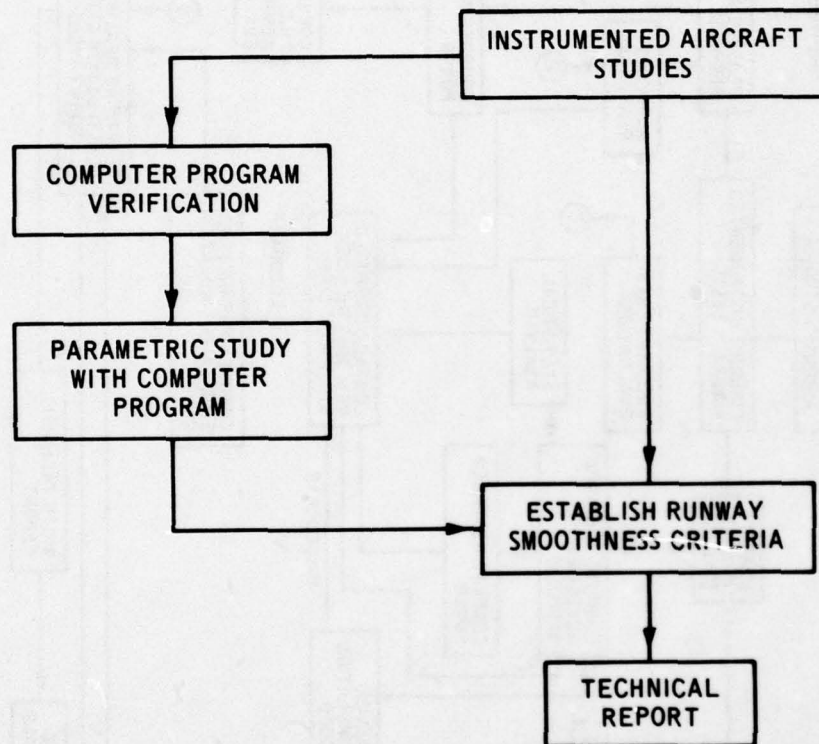 INSTRUMENTED AIRCRAFT
STUDIES
COMPUTER PROGRAM
VERIFICATION
PARAMETRIC STUDY
WITH COMPUTER
PROGRAM
ESTABLISH RUNWAY
SMOOTHNESS CRITERIA
TECHNICAL
REPORT